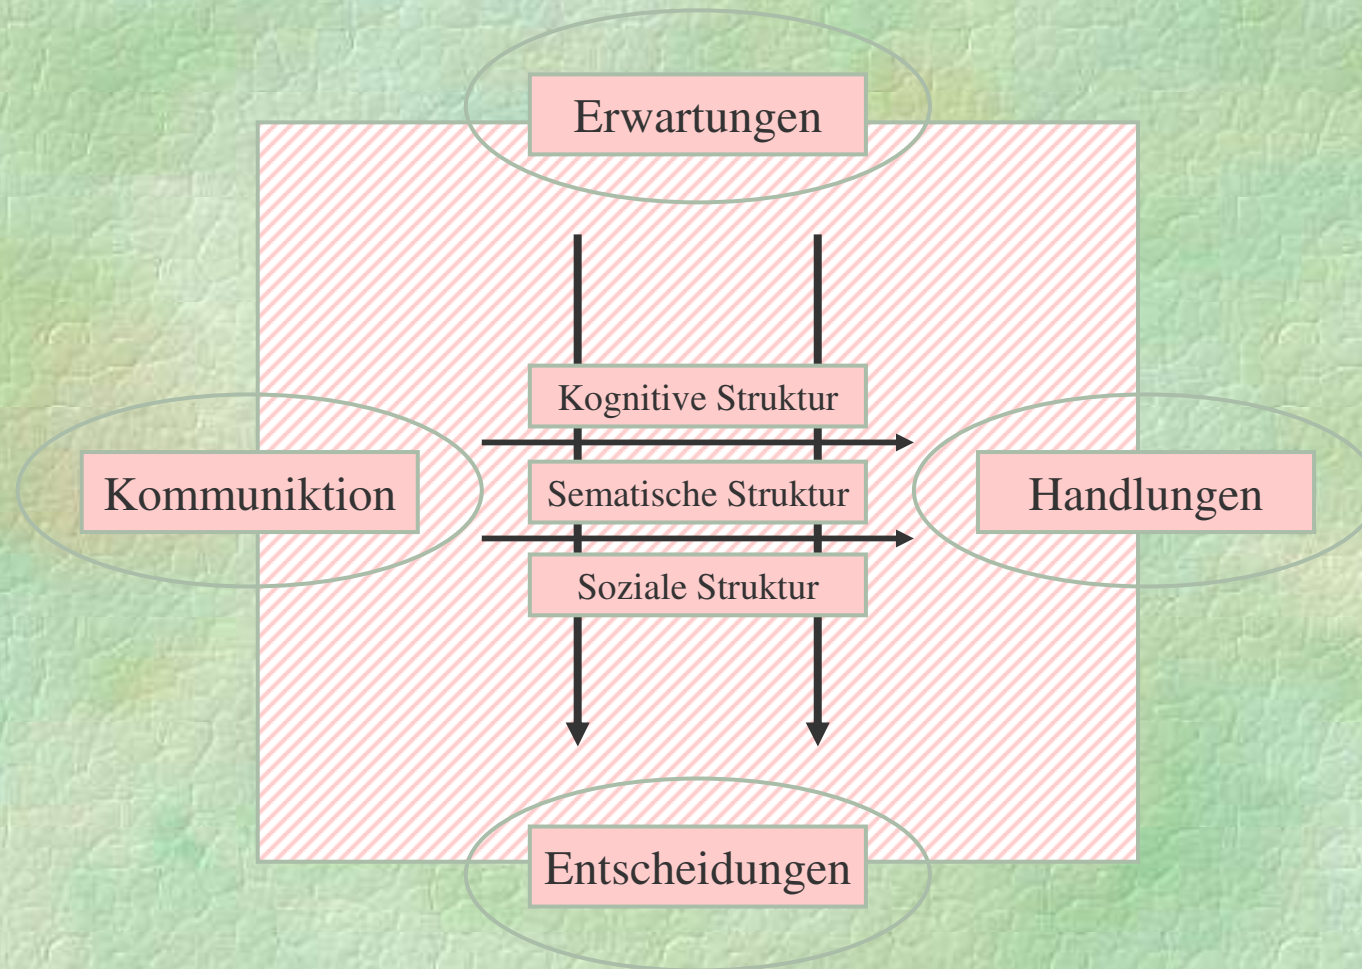 Erwartungen
Kognitive Struktur
Kommuniktion
Sematische Struktur
Handlungen
Soziale Struktur
Entscheidungen